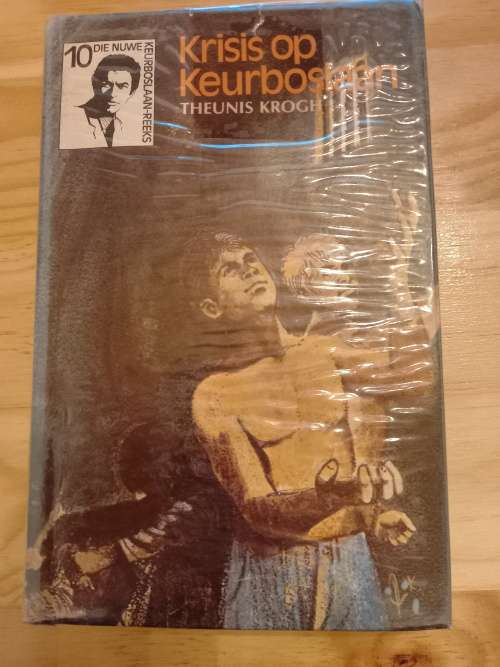 10 DIE NUWE
KEURBOSLAAN-REEKS
Krisis op
Keurboslaan
THEUNIS KROGH